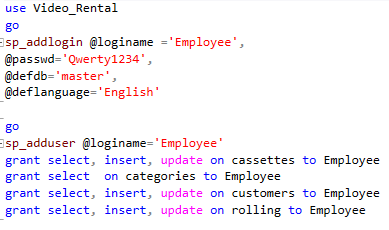 use Video_Rental
go
sp_addlogin @loginame ='Employee',
@passwd='Qwerty1234',
@defdb='master',
@deflanguage='English'
go
sp_adduser @loginame='Employee'
grant select, insert, update on cassettes to Employee
grant select  on categories to Employee
grant select, insert, update on customers to Employee
grant select, insert, update on rolling to Employee